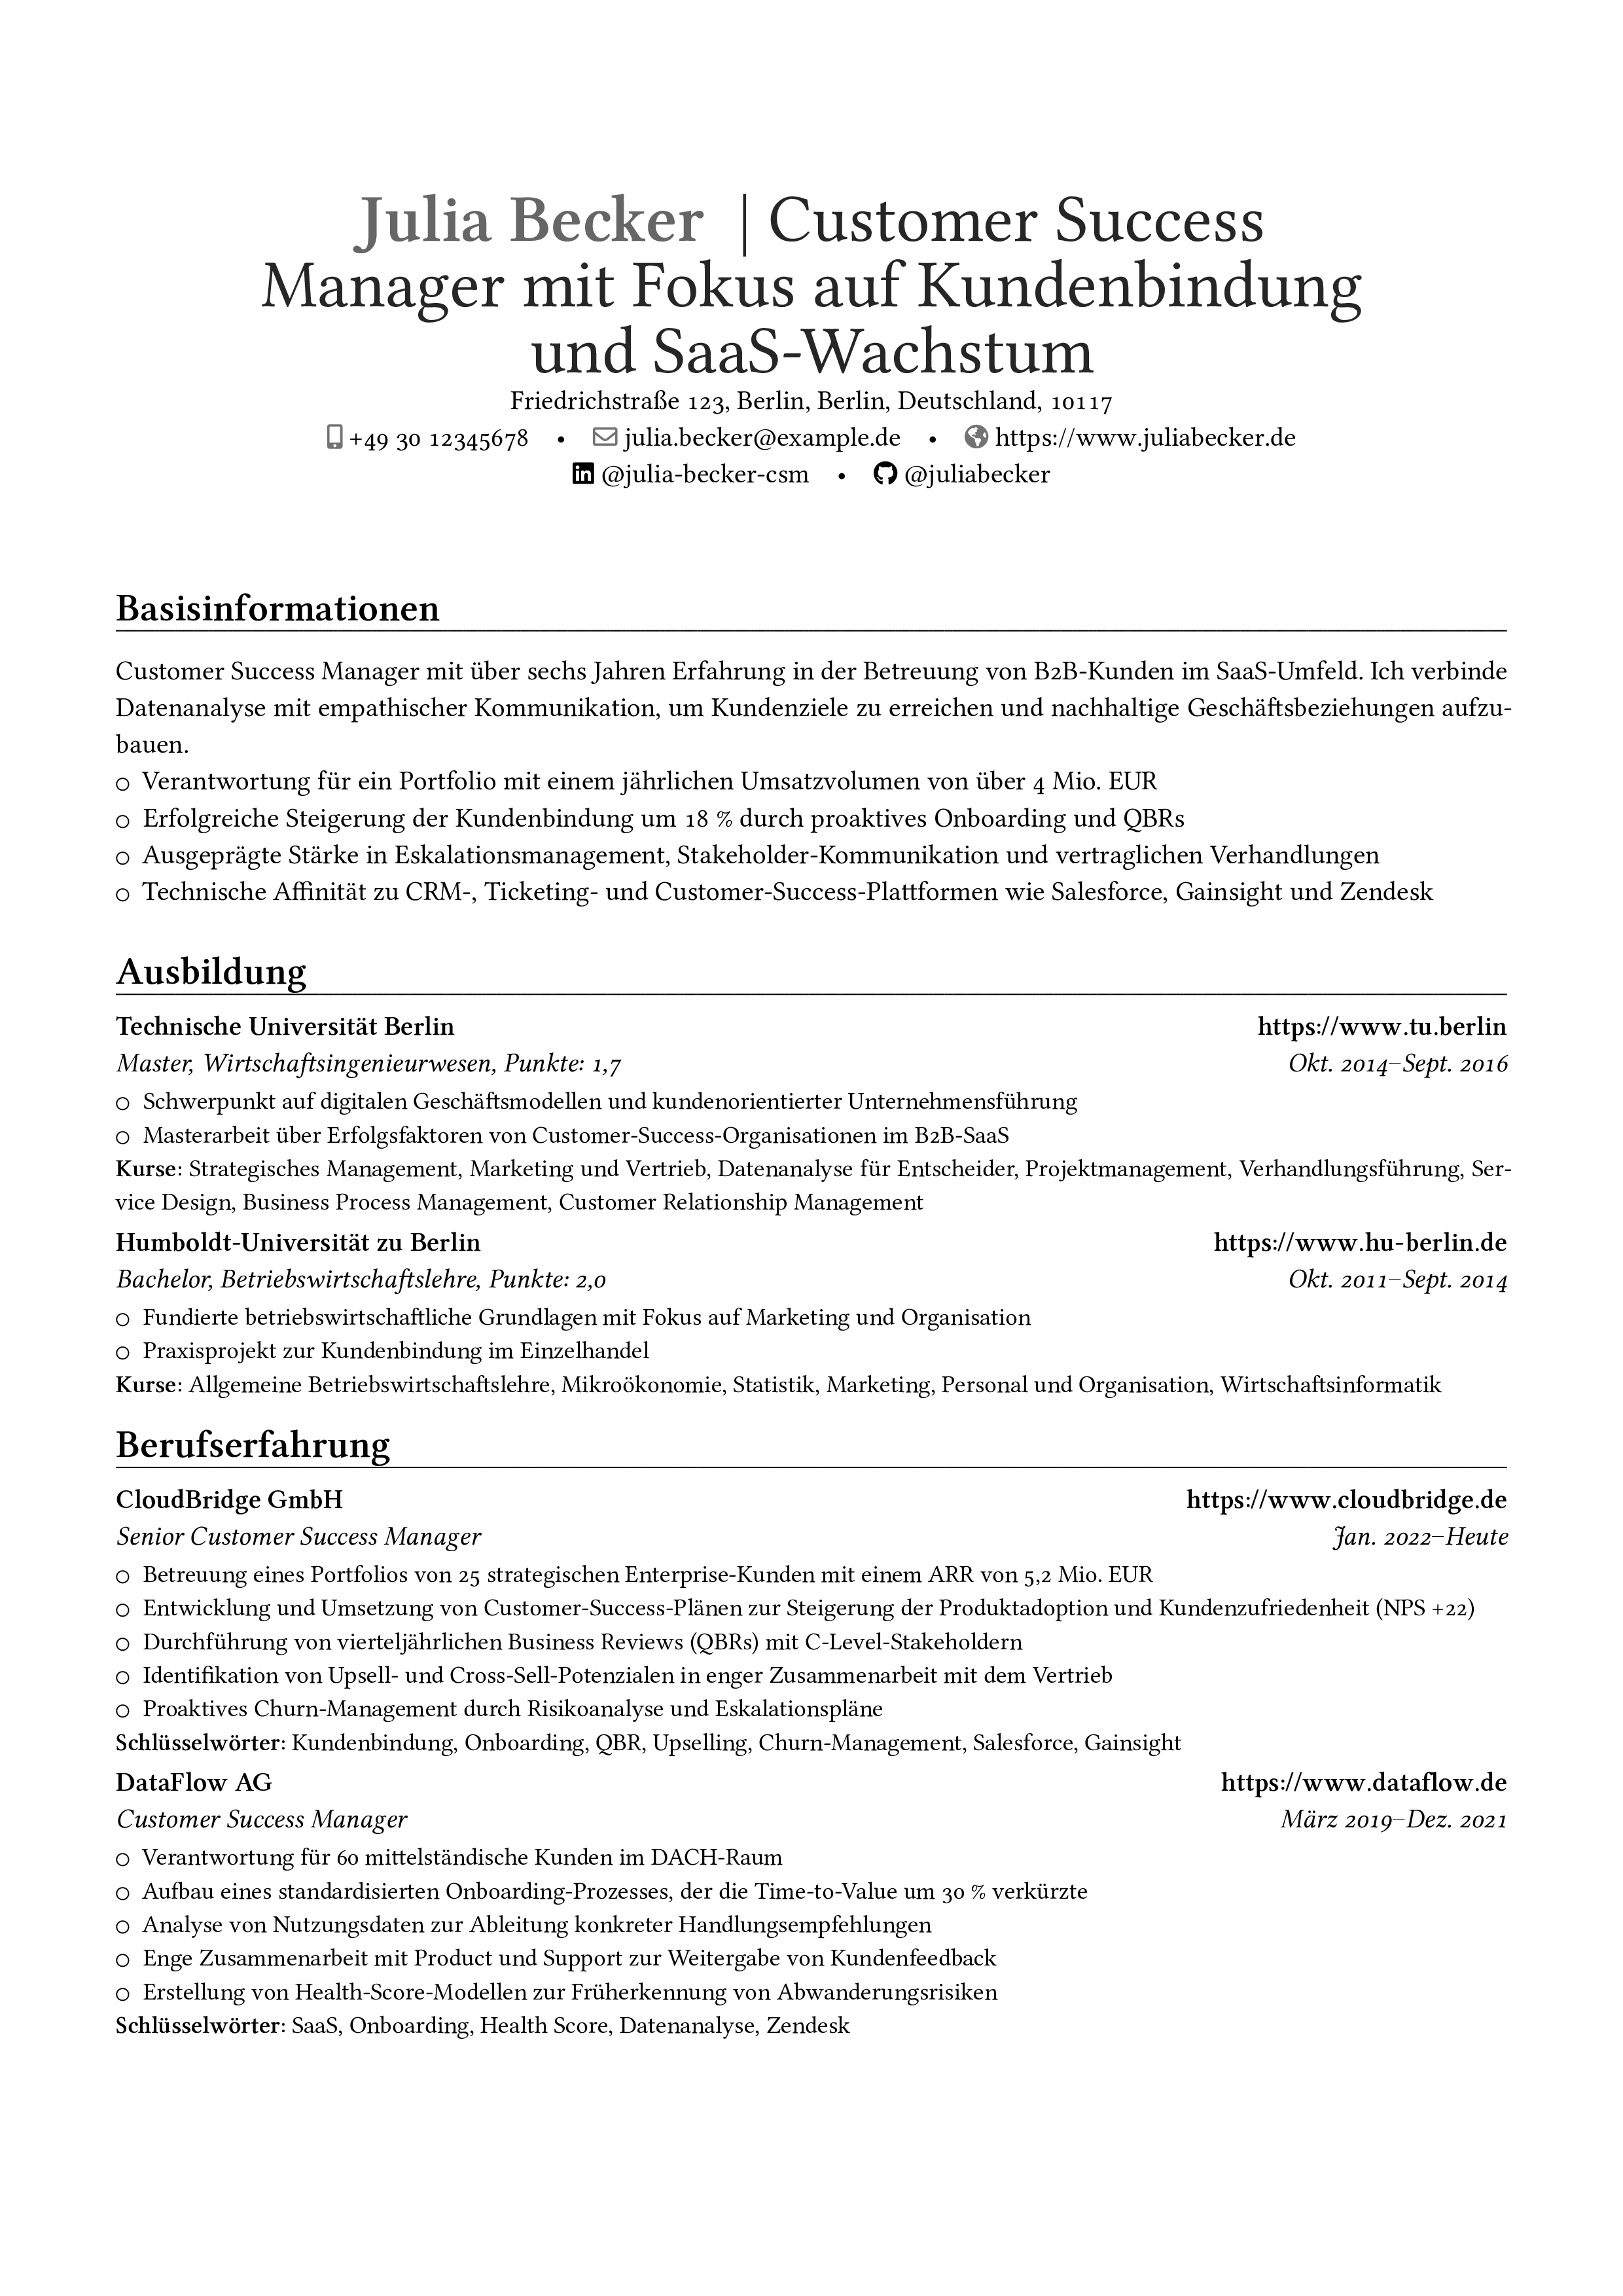 Julia Becker | Customer Success
Manager mit Fokus auf Kundenbindung
und SaaS-Wachstum
Friedrichstraße 123, Berlin, Berlin, Deutschland, 10117
+49 30 12345678 • julia.becker@example.de • https://www.juliabecker.de
@julia-becker-csm • @juliabecker
Basisinformationen
Customer Success Manager mit über sechs Jahren Erfahrung in der Betreuung von B2B-Kunden im SaaS-Umfeld. Ich verbinde
Datenanalyse mit empathischer Kommunikation, um Kundenziele zu erreichen und nachhaltige Geschäftsbeziehungen aufzu-
bauen.
○ Verantwortung für ein Portfolio mit einem jährlichen Umsatzvolumen von über 4 Mio. EUR
○ Erfolgreiche Steigerung der Kundenbindung um 18 % durch proaktives Onboarding und QBRs
○ Ausgeprägte Stärke in Eskalationsmanagement, Stakeholder-Kommunikation und vertraglichen Verhandlungen
○ Technische Affinität zu CRM-, Ticketing- und Customer-Success-Plattformen wie Salesforce, Gainsight und Zendesk
Ausbildung
Technische Universität Berlin https://www.tu.berlin
Master, Wirtschaftsingenieurwesen, Punkte: 1,7 Okt. 2014–Sept. 2016
○ Schwerpunkt auf digitalen Geschäftsmodellen und kundenorientierter Unternehmensführung
○ Masterarbeit über Erfolgsfaktoren von Customer-Success-Organisationen im B2B-SaaS
Kurse: Strategisches Management, Marketing und Vertrieb, Datenanalyse für Entscheider, Projektmanagement, Verhandlungsführung, Ser-
vice Design, Business Process Management, Customer Relationship Management
Humboldt-Universität zu Berlin https://www.hu-berlin.de
Bachelor, Betriebswirtschaftslehre, Punkte: 2,0 Okt. 2011–Sept. 2014
○ Fundierte betriebswirtschaftliche Grundlagen mit Fokus auf Marketing und Organisation
○ Praxisprojekt zur Kundenbindung im Einzelhandel
Kurse: Allgemeine Betriebswirtschaftslehre, Mikroökonomie, Statistik, Marketing, Personal und Organisation, Wirtschaftsinformatik
Berufserfahrung
CloudBridge GmbH https://www.cloudbridge.de
Senior Customer Success Manager Jan. 2022–Heute
○ Betreuung eines Portfolios von 25 strategischen Enterprise-Kunden mit einem ARR von 5,2 Mio. EUR
○ Entwicklung und Umsetzung von Customer-Success-Plänen zur Steigerung der Produktadoption und Kundenzufriedenheit (NPS +22)
○ Durchführung von vierteljährlichen Business Reviews (QBRs) mit C-Level-Stakeholdern
○ Identifikation von Upsell- und Cross-Sell-Potenzialen in enger Zusammenarbeit mit dem Vertrieb
○ Proaktives Churn-Management durch Risikoanalyse und Eskalationspläne
Schlüsselwörter: Kundenbindung, Onboarding, QBR, Upselling, Churn-Management, Salesforce, Gainsight
DataFlow AG https://www.dataflow.de
Customer Success Manager März 2019–Dez. 2021
○ Verantwortung für 60 mittelständische Kunden im DACH-Raum
○ Aufbau eines standardisierten Onboarding-Prozesses, der die Time-to-Value um 30 % verkürzte
○ Analyse von Nutzungsdaten zur Ableitung konkreter Handlungsempfehlungen
○ Enge Zusammenarbeit mit Product und Support zur Weitergabe von Kundenfeedback
○ Erstellung von Health-Score-Modellen zur Früherkennung von Abwanderungsrisiken
Schlüsselwörter: SaaS, Onboarding, Health Score, Datenanalyse, Zendesk